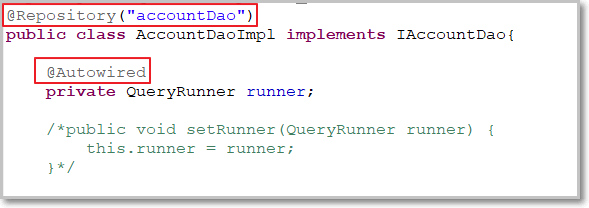 @Repository("accountDao")
public class AccountDaoImpl implements IAccountDao{
@Autowired
private QueryRunner runner;
/*public void setRunner(QueryRunner runner) {
this.runner = runner;
}*/